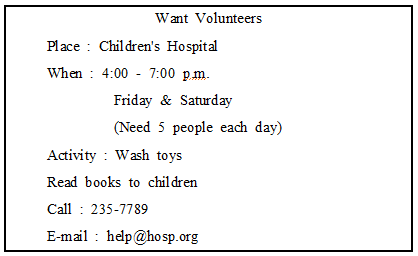 Want Volunteers
Place : Children's Hospital
When : 4:00 - 7:00 p.m.
Friday & Saturday
(Need 5 people each day)
Activity : Wash toys
Read books to children
Call : 235-7789
E-mail : help@hosp.org